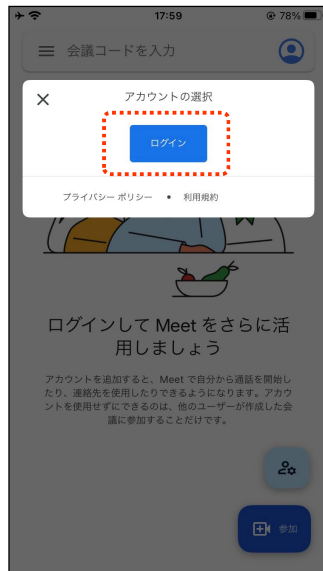 17:59
78%
会議コードを入力
アカウントの選択
ログイン
プライバシー ポリシー • 利用規約
ログインして Meet をさらに活
用しましょう
アカウントを追加すると、Meet で自分から通話を開始し
たり、連絡先を使用したりできるようになります。アカウ
ントを使用せずにできるのは、他のユーザーが作成した会
議に参加することだけです。
参加